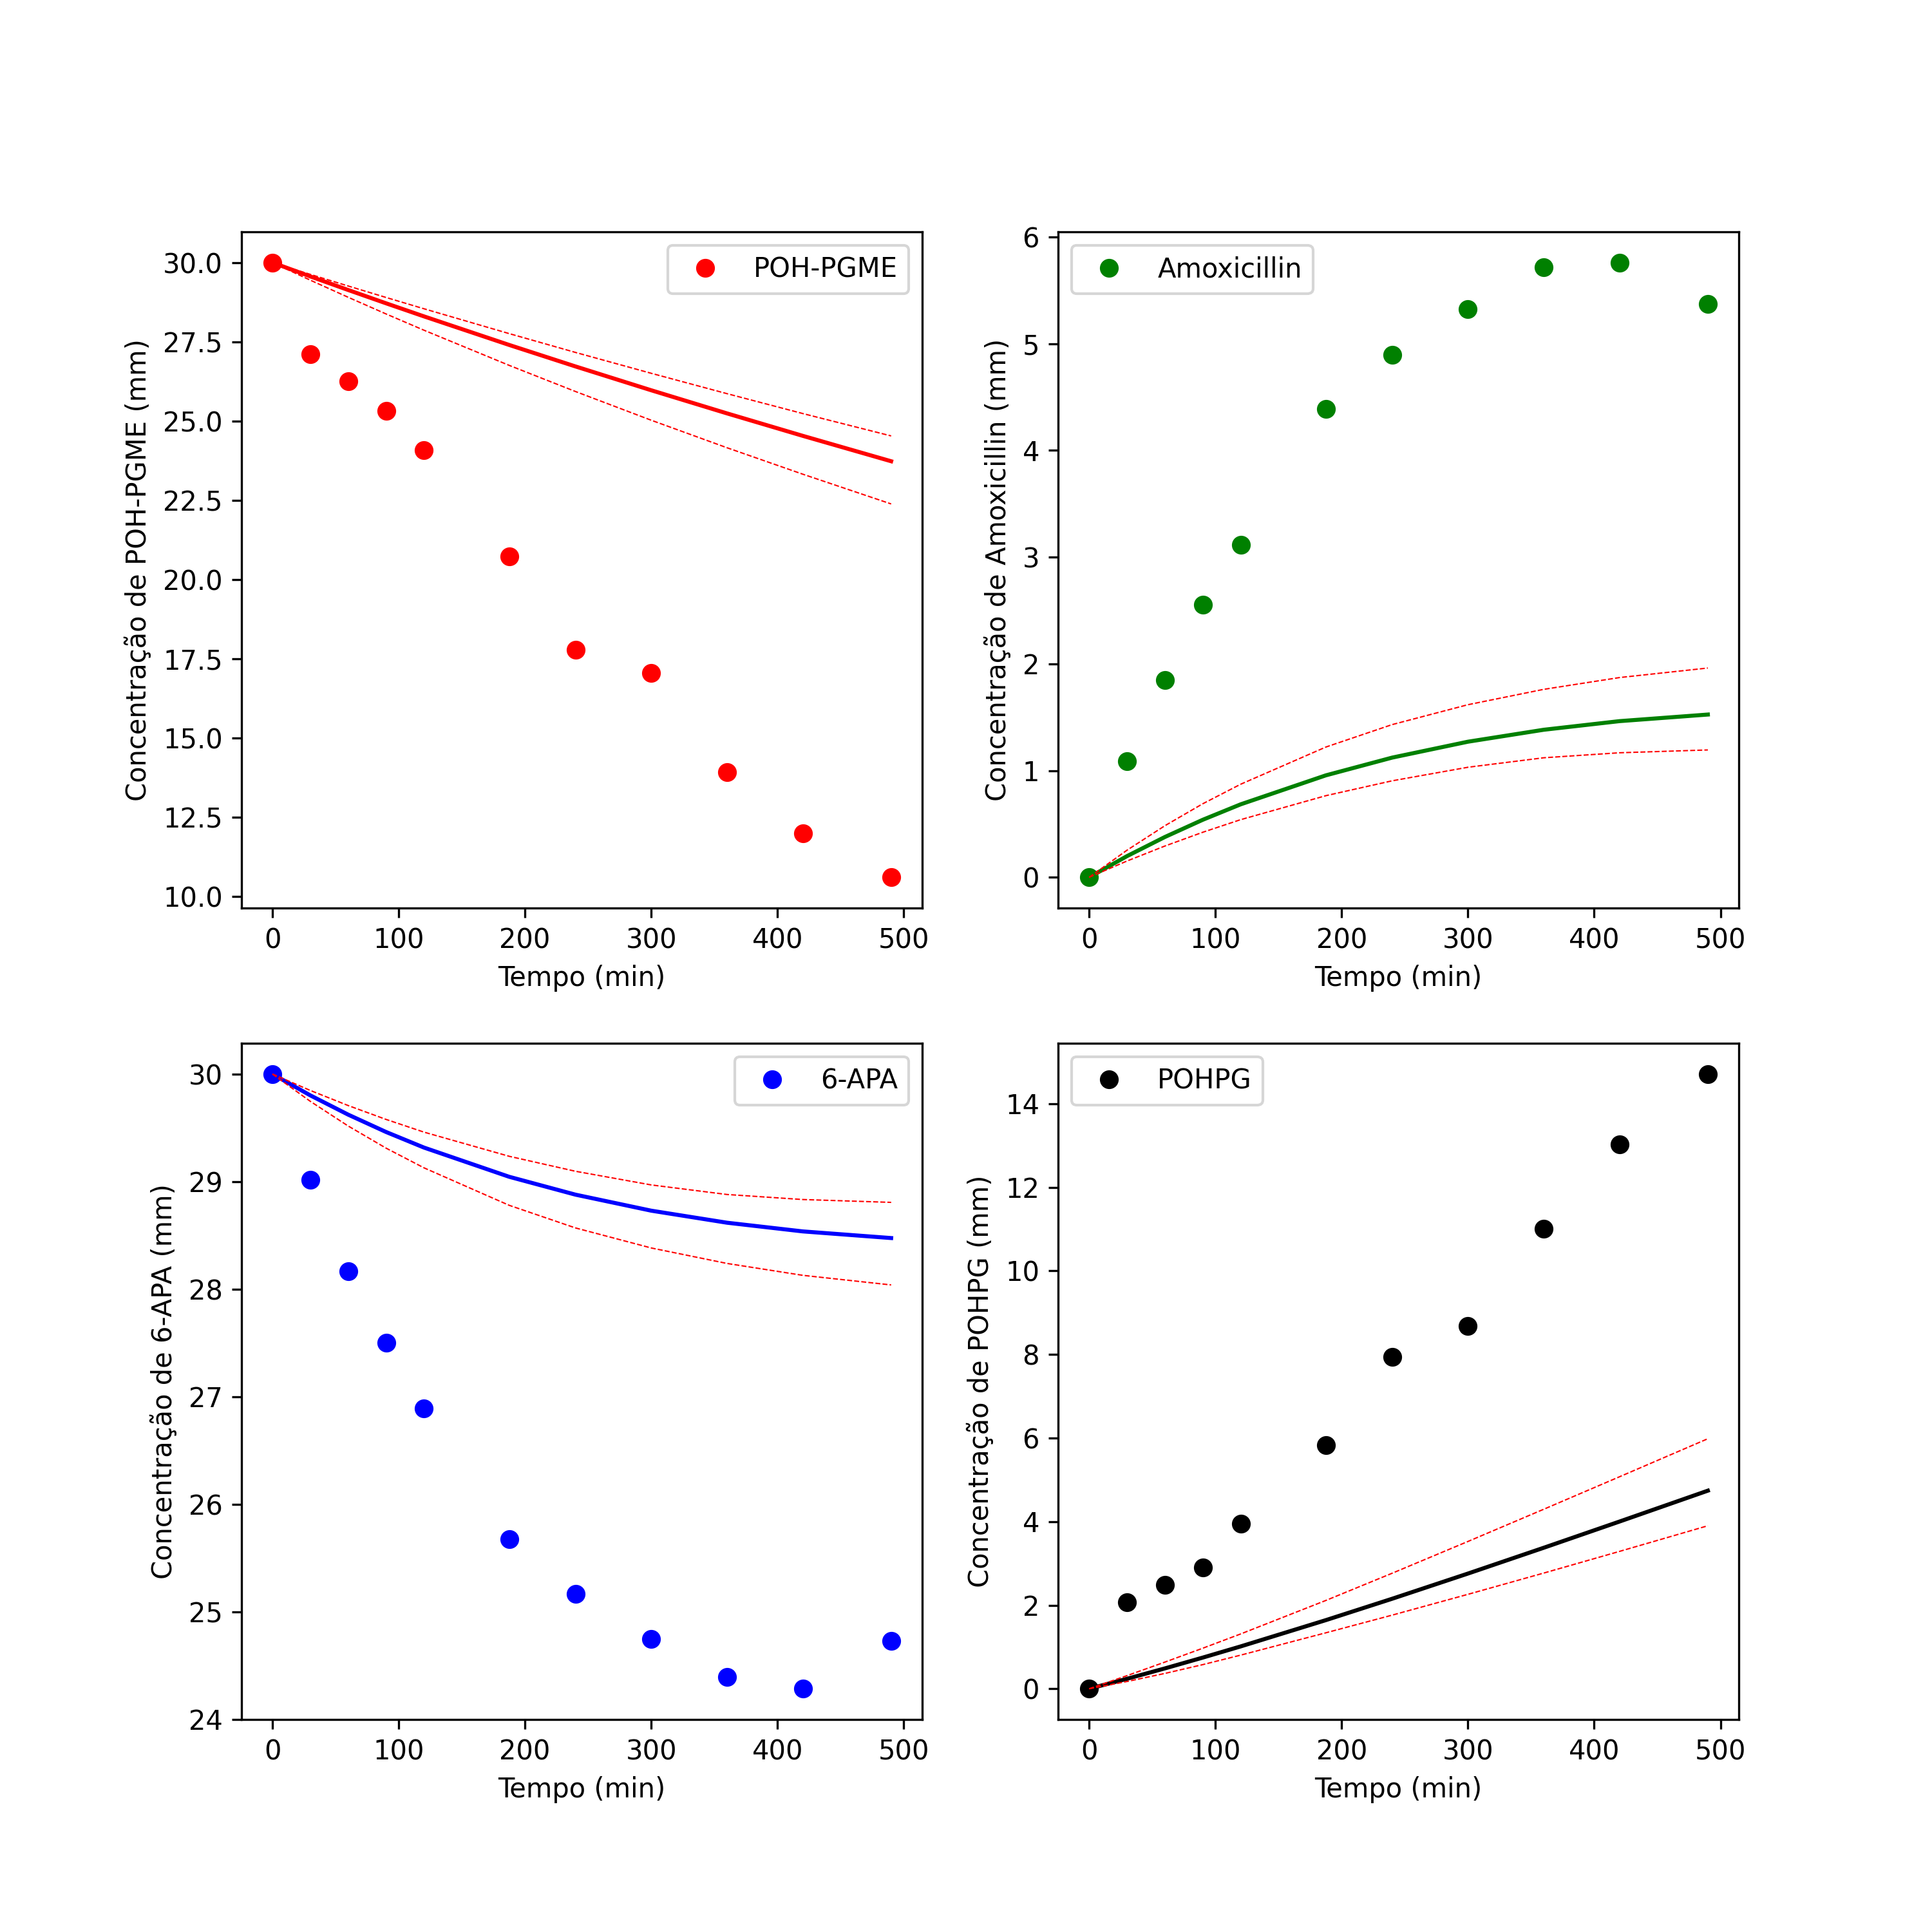 POH-PGME
30.0
27.5
25.0
22.5
20.0
17.5
15.0
12.5
10.0
0 100 200 300 400 500
Tempo (min)
Concentração de POH-PGME (mm)
Amoxicillin
6
5
4
3
2
1
0
0 100 200 300 400 500
Tempo (min)
Concentração de Amoxicillin (mm)
6-APA
30
29
28
27
26
25
24
0 100 200 300 400 500
Tempo (min)
Concentração de 6-APA (mm)
POHPG
14
12
10
8
6
4
2
0
0 100 200 300 400 500
Tempo (min)
Concentração de POHPG (mm)